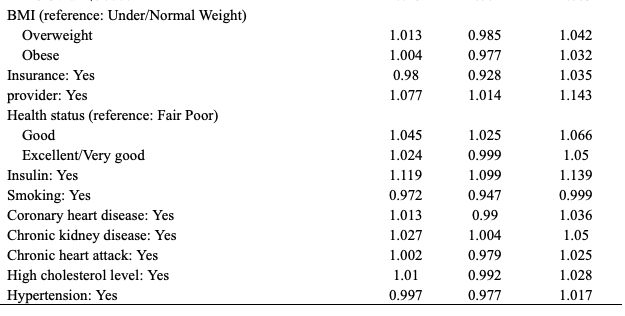 BMI (reference: Under/Normal Weight)
Overweight 1.013 0.985 1.042
Obese 1.004 0.977 1.032
Insurance: Yes 0.98 0.928 1.035
provider: Yes 1.077 1.014 1.143
Health status (reference: Fair Poor)
Good 1.045 1.025 1.066
Excellent/Very good 1.024 0.999 1.05
Insulin: Yes 1.119 1.099 1.139
Smoking: Yes 0.972 0.947 0.999
Coronary heart disease: Yes 1.013 0.99 1.036
Chronic kidney disease: Yes 1.027 1.004 1.05
Chronic heart attack: Yes 1.002 0.979 1.025
High cholesterol level: Yes 1.01 0.992 1.028
Hypertension: Yes 0.997 0.977 1.017